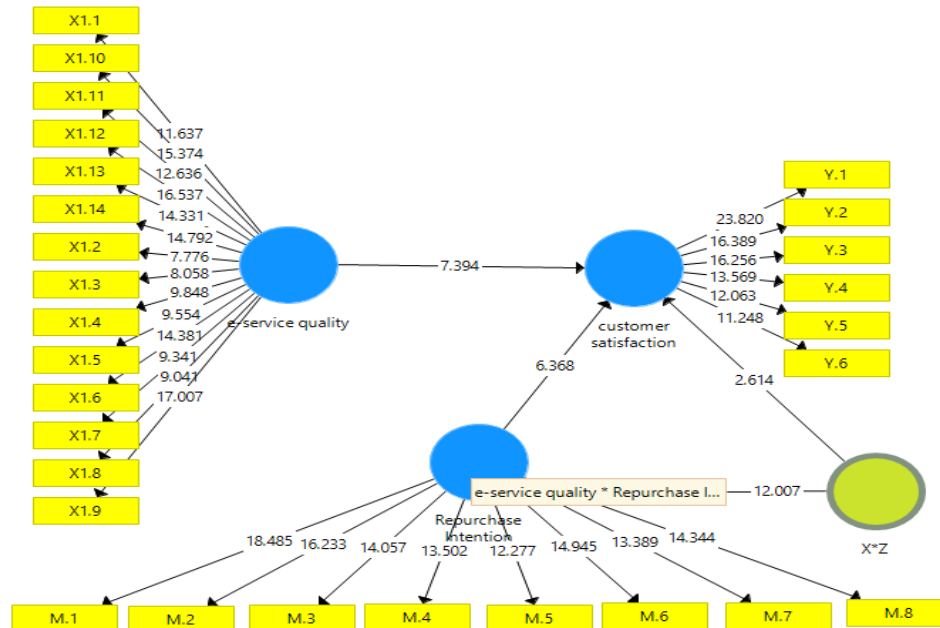 X1.1
X1.10
X1.11
X1.12
X1.13
X1.14
X1.2
X1.3
X1.4
X1.5
X1.6
X1.7
X1.8
X1.9
11.637
15.374
12.636
16.537
14.331
14.792
7.776
8.058
9.848
9.554
14.381
9.341
9.041
17.007
e-service quality
7.394
customer
satisfaction
23.820
16.389
16.256
13.569
12.063
11.248
Y.1
Y.2
Y.3
Y.4
Y.5
Y.6
6.368
2.614
e-service quality * Repurchase I...
12.007
Repurchase
Intention
X*Z
18.485
16.233
14.057
13.502
12.277
14.945
13.389
14.344
M.1
M.2
M.3
M.4
M.5
M.6
M.7
M.8